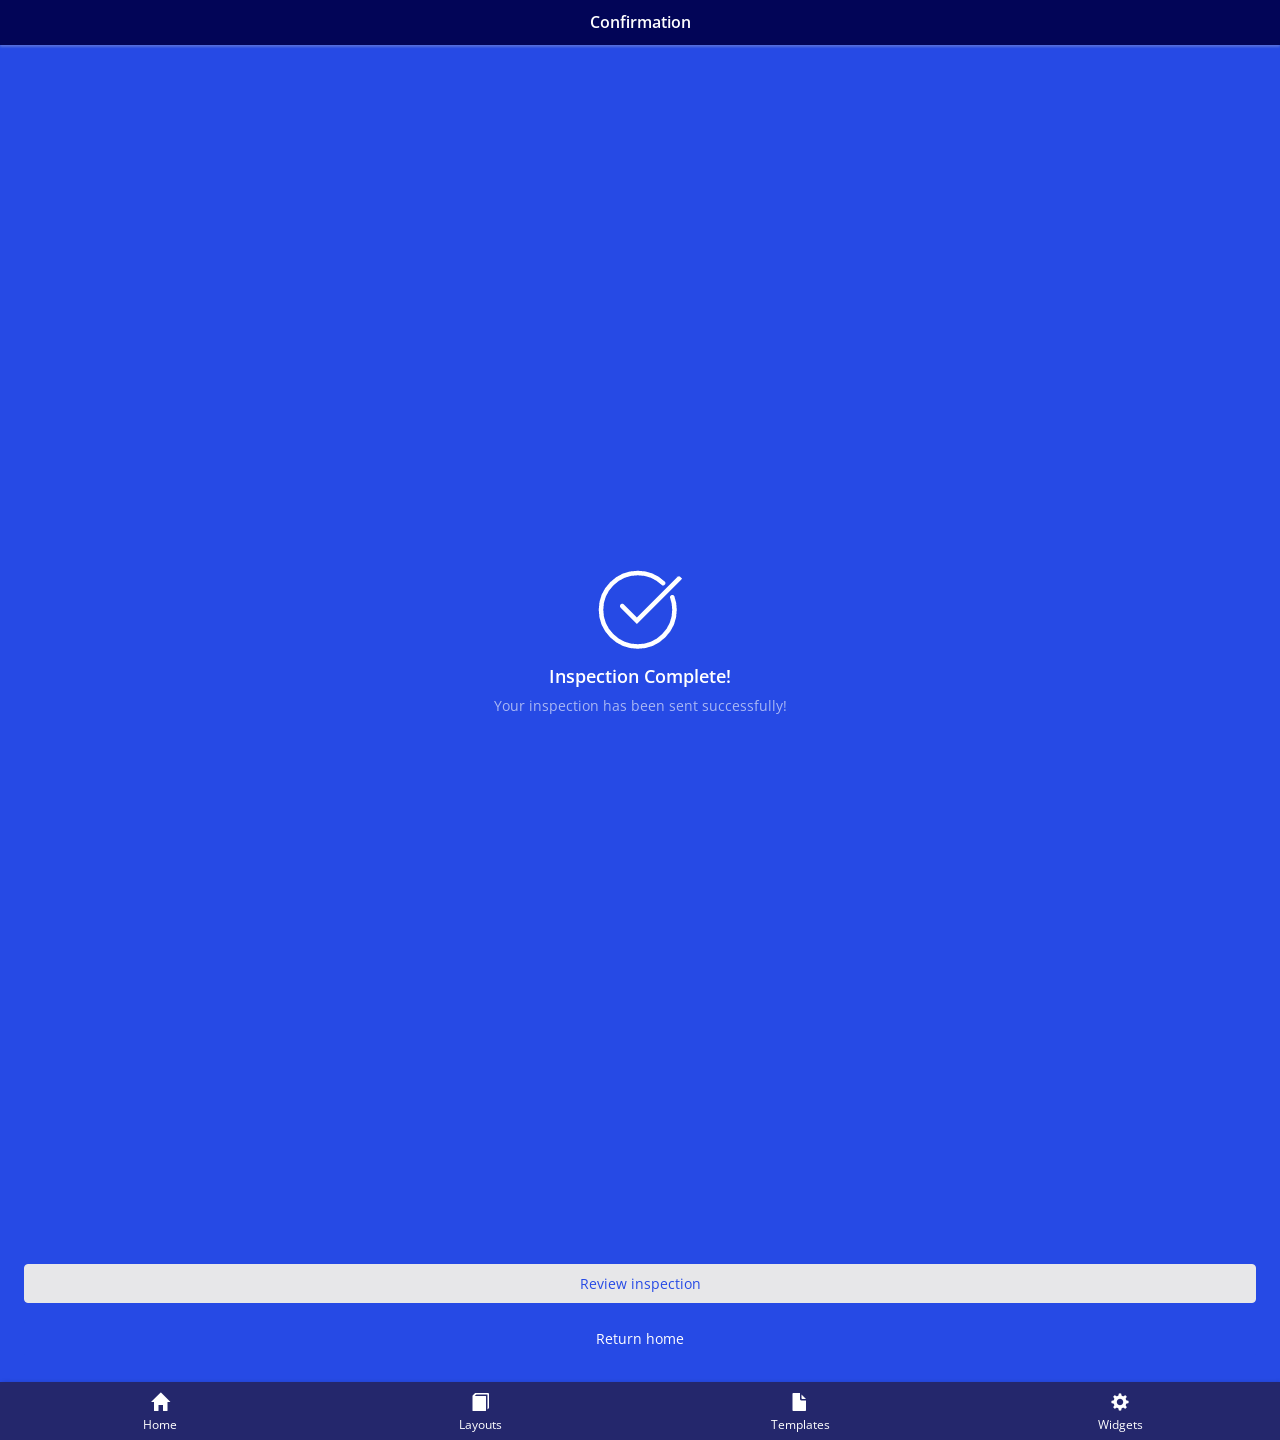 Confirmation
Inspection Complete!
Your inspection has been sent successfully!
Review inspection
Return home
Home
Layouts
Templates
Widgets